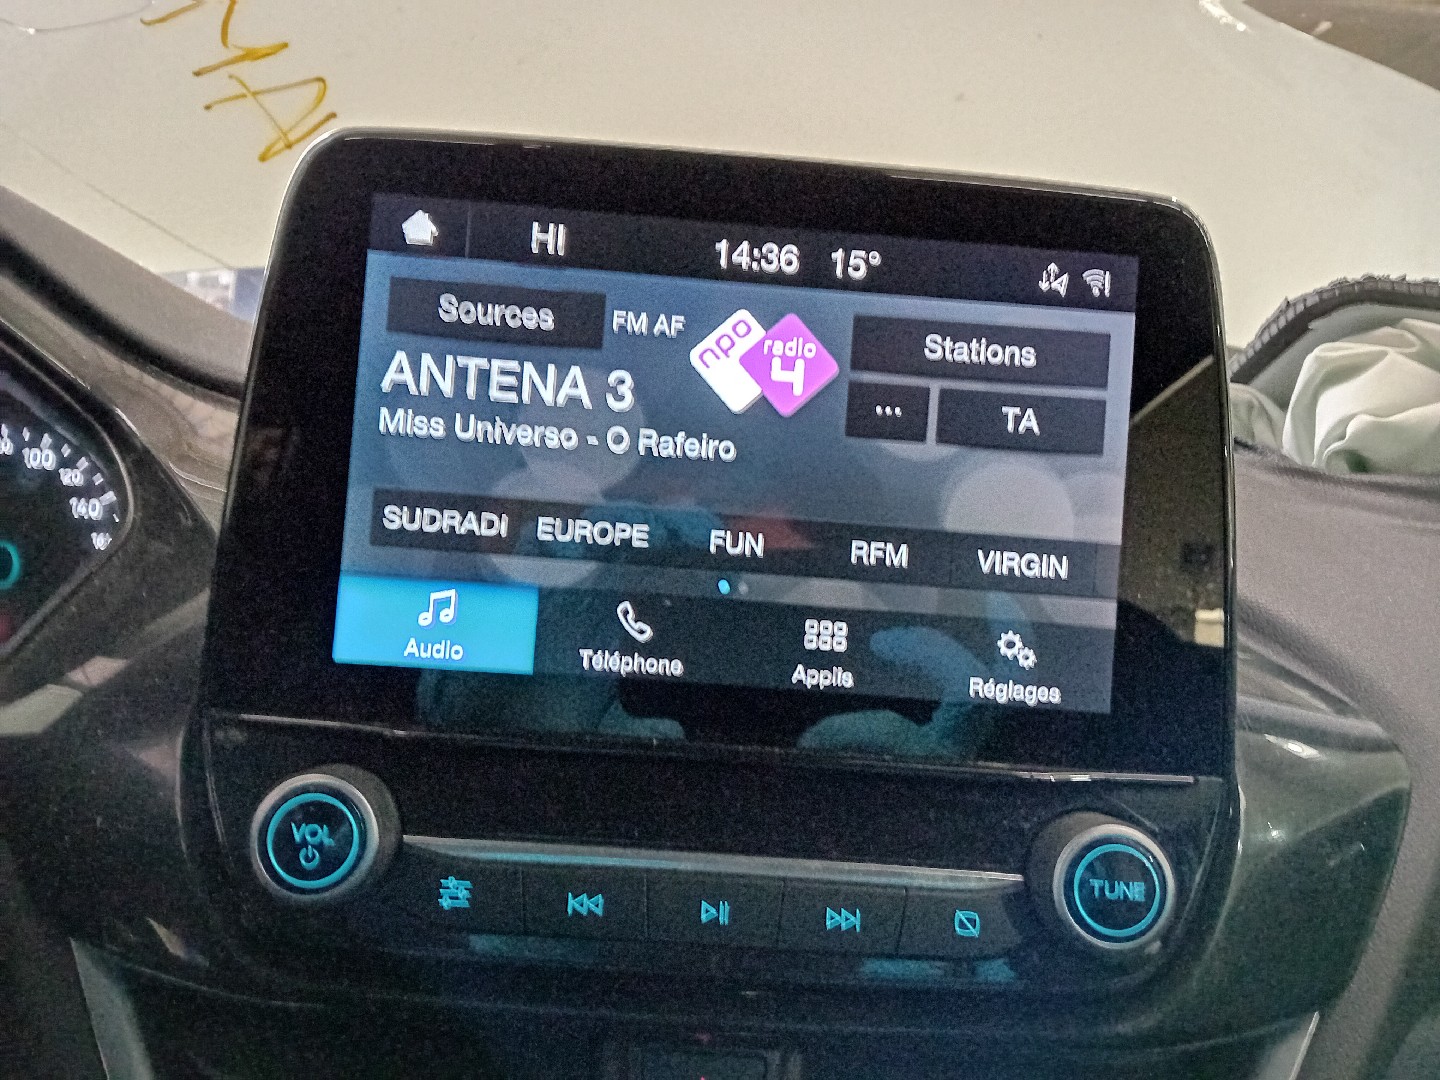 MA
HI 14:36 15°
Sources FM AF npo radio 4 Stations
ANTENA 3 ... TA
Miss Universo - O Rafeiro
SUDRADI EUROPE FUN RFM VIRGIN
Audio Téléphone Applis Réglages
100
120
140
VOL
TUNE